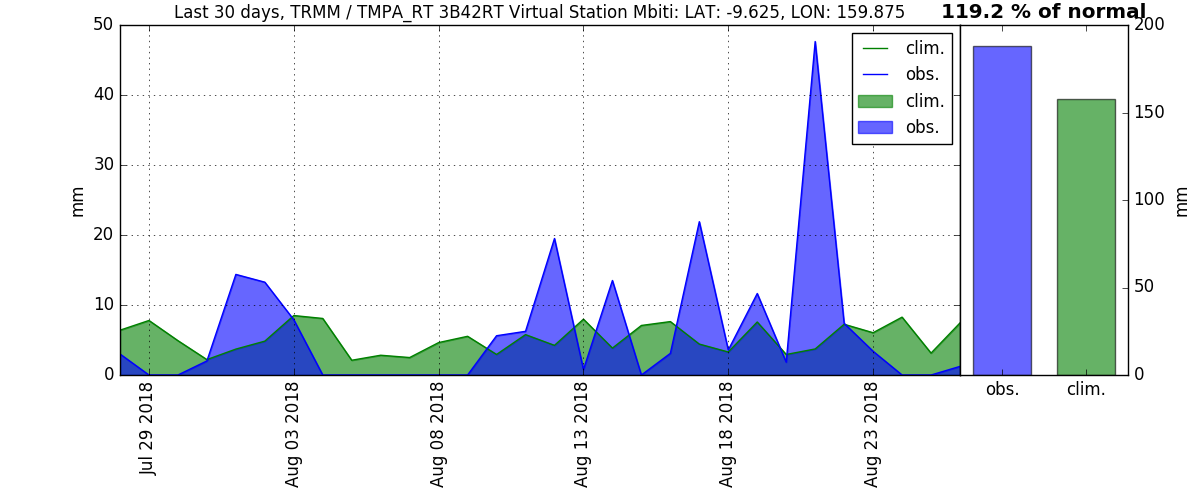 Last 30 days, TRMM / TMPA_RT 3B42RT Virtual Station Mbiti: LAT: -9.625, LON: 159.875
119.2 % of normal
50
40
30
20
10
0
mm
clim.
obs.
clim.
obs.
200
150
100
50
0
mm
obs.
clim.
Jul 29 2018
Aug 03 2018
Aug 08 2018
Aug 13 2018
Aug 18 2018
Aug 23 2018